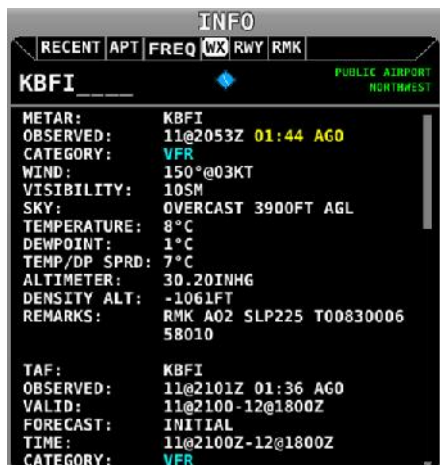 INFO
RECENT APT FREQ WX RWY RMK
KBFI____
PUBLIC AIRPORT
NORTHWEST
METAR: KBFI
OBSERVED: 11@2053Z 01:44 AGO
CATEGORY: VFR
WIND: 150°@03KT
VISIBILITY: 10SM
SKY: OVERCAST 3900FT AGL
TEMPERATURE: 8°C
DEWPOINT: 1°C
TEMP/DP SPRD: 7°C
ALTIMETER: 30.20INHG
DENSITY ALT: -1061FT
REMARKS: RMK AO2 SLP225 T00830006
58010
TAF: KBFI
OBSERVED: 11@2101Z 01:36 AGO
VALID: 11@2100-12@1800Z
FORECAST: INITIAL
TIME: 11@2100Z-12@1800Z
CATEGORY: VFR